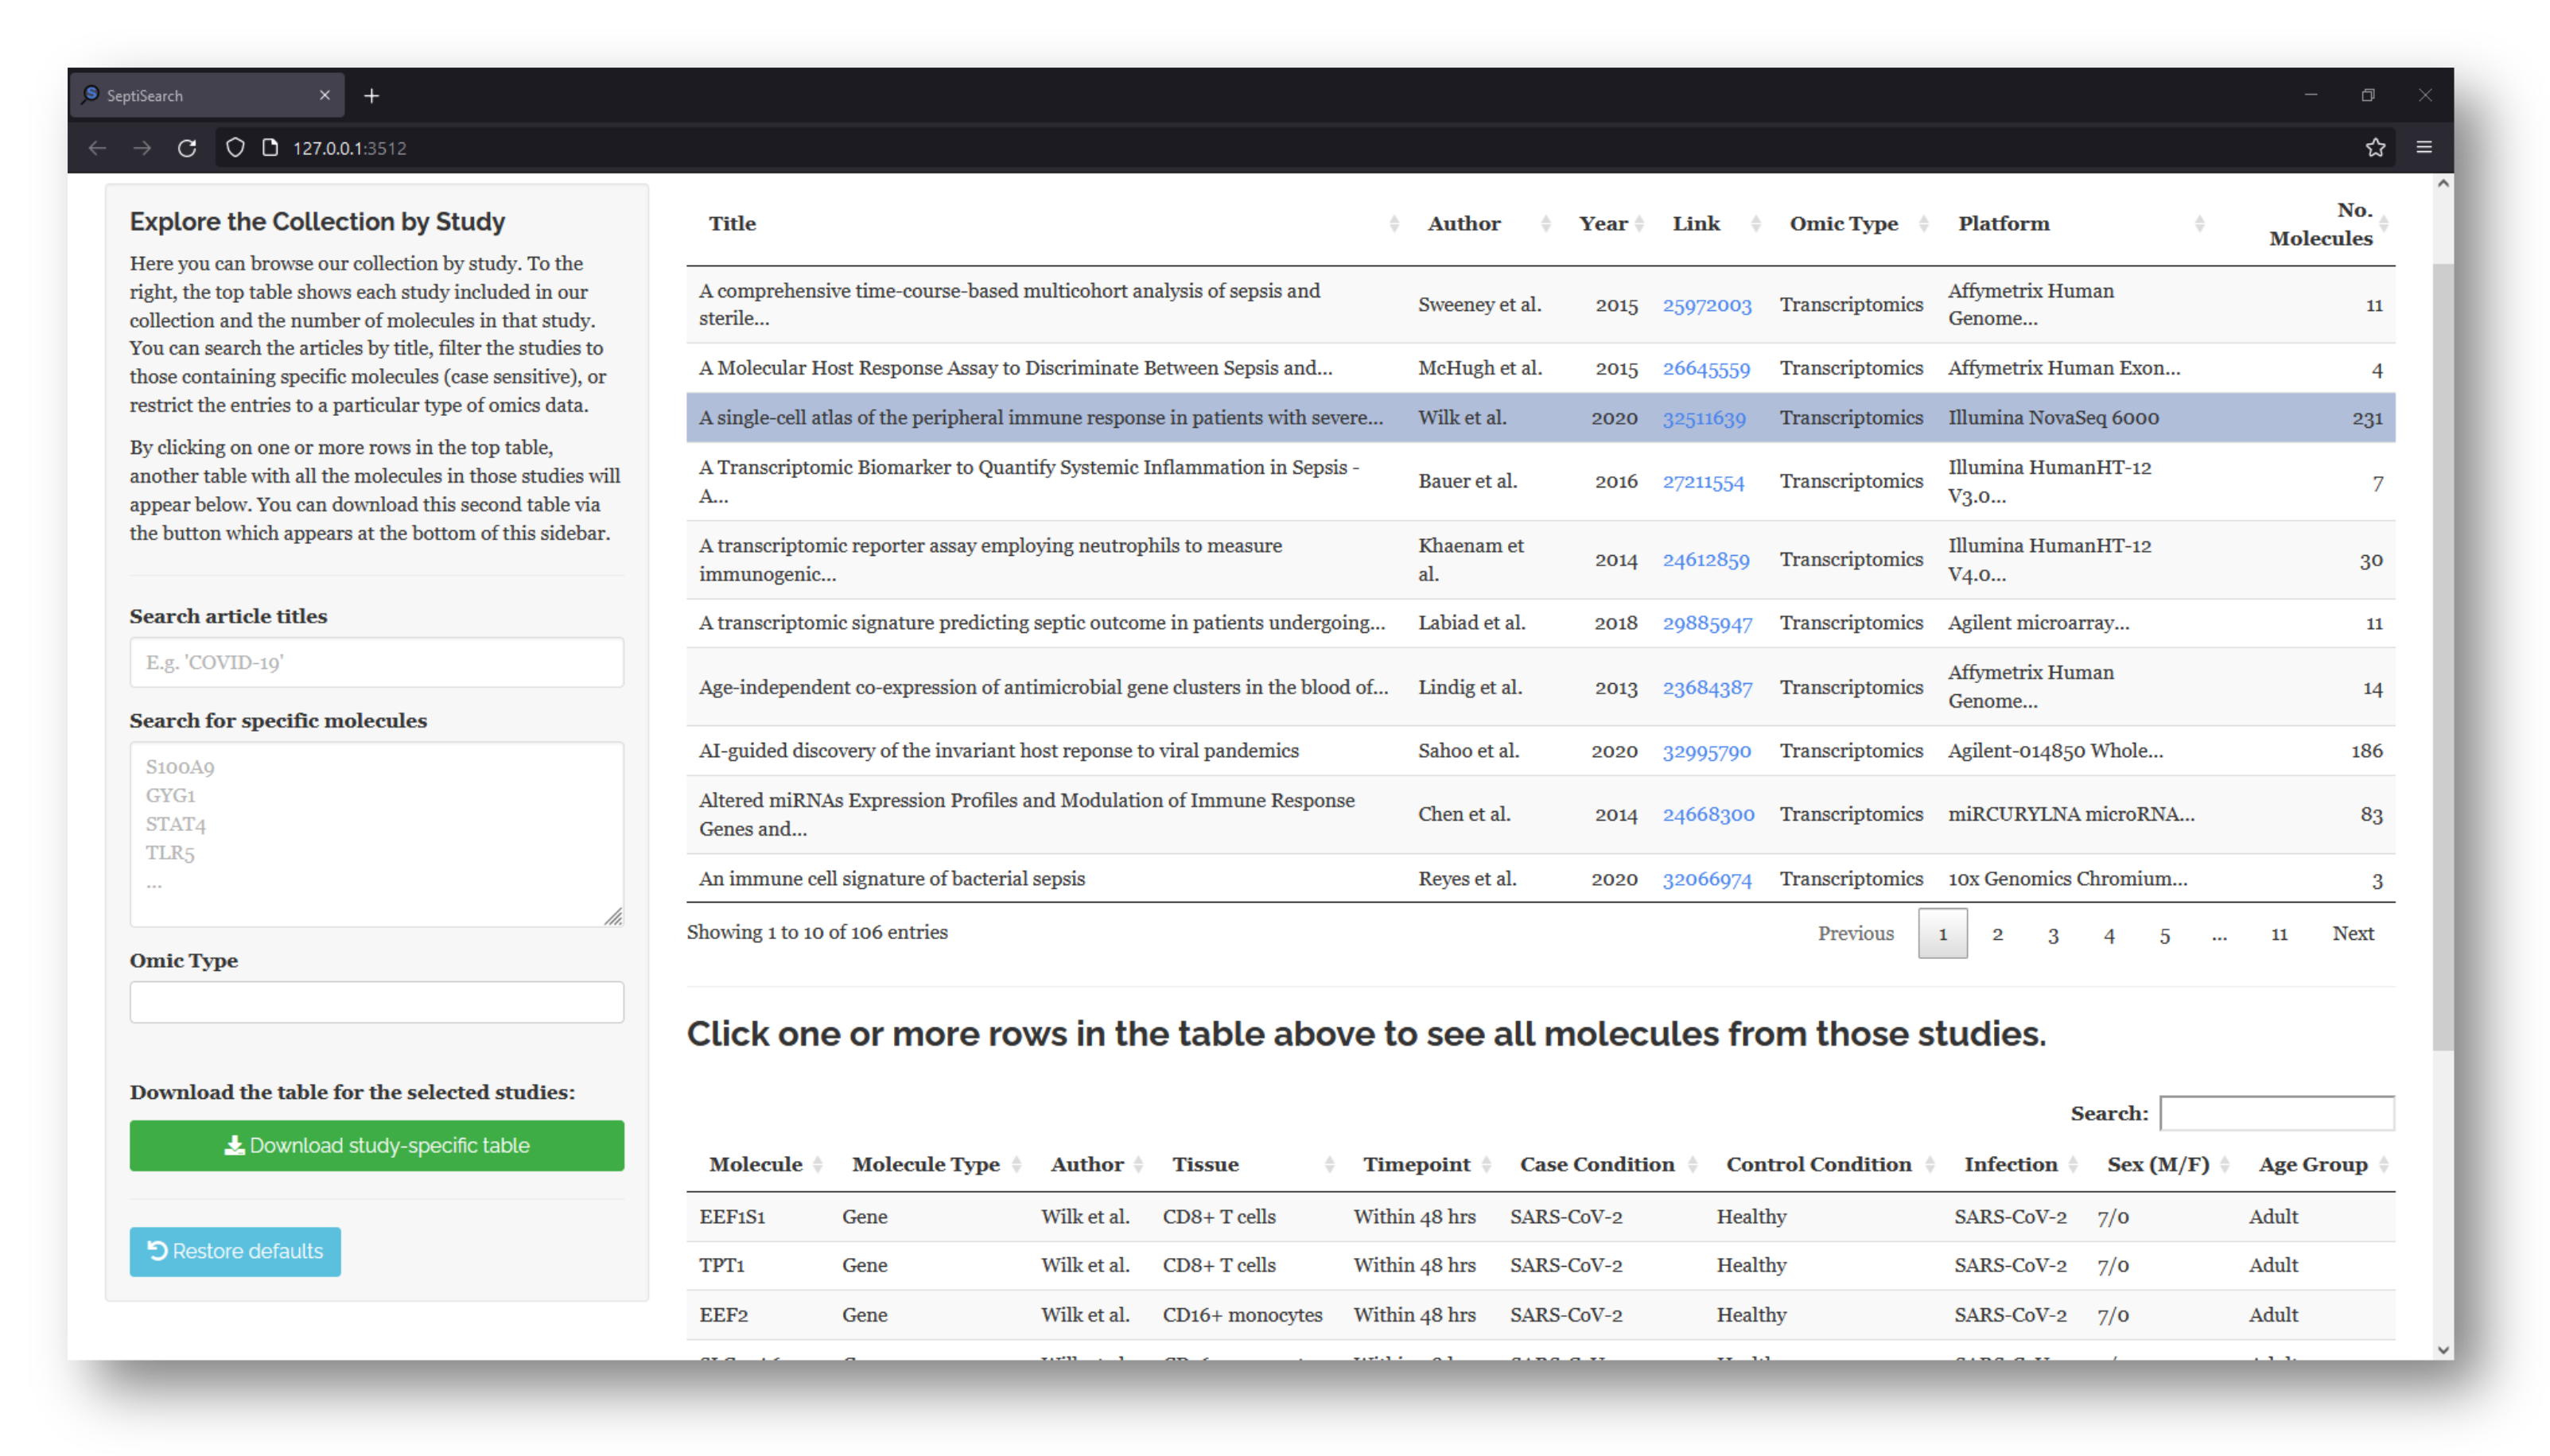 SeptiSearch
127.0.0.1:3512
Explore the Collection by Study
Here you can browse our collection by study. To the
right, the top table shows each study included in our
collection and the number of molecules in that study.
You can search the articles by title, filter the studies to
those containing specific molecules (case sensitive), or
restrict the entries to a particular type of omics data.
By clicking on one or more rows in the top table,
another table with all the molecules in those studies will
appear below. You can download this second table via
the button which appears at the bottom of this sidebar.
Search article titles
E.g. 'COVID-19'
Search for specific molecules
S100A9
GYG1
STAT4
TLR5
...
Omic Type
Download the table for the selected studies:
Download study-specific table
Restore defaults
Title Author Year Link Omic Type Platform No. Molecules
A comprehensive time-course-based multicohort analysis of sepsis and
sterile... Sweeney et al. 2015 25972003 Transcriptomics Affymetrix Human Genome... 11
A Molecular Host Response Assay to Discriminate Between Sepsis and... McHugh et al. 2015 26645559 Transcriptomics Affymetrix Human Exon... 4
A single-cell atlas of the peripheral immune response in patients with severe... Wilk et al. 2020 32511639 Transcriptomics Illumina NovaSeq 6000 231
A Transcriptomic Biomarker to Quantify Systemic Inflammation in Sepsis -
A... Bauer et al. 2016 27211554 Transcriptomics Illumina HumanHT-12 V3.0... 7
A transcriptomic reporter assay employing neutrophils to measure
immunogenic... Khaenam et al. 2014 24612859 Transcriptomics Illumina HumanHT-12 V4.0... 30
A transcriptomic signature predicting septic outcome in patients undergoing... Labiad et al. 2018 29885947 Transcriptomics Agilent microarray... 11
Age-independent co-expression of antimicrobial gene clusters in the blood of... Lindig et al. 2013 23684387 Transcriptomics Affymetrix Human Genome... 14
AI-guided discovery of the invariant host reponse to viral pandemics Sahoo et al. 2020 32995790 Transcriptomics Agilent-014850 Whole... 186
Altered miRNAs Expression Profiles and Modulation of Immune Response
Genes and... Chen et al. 2014 24668300 Transcriptomics miRCURYLNA microRNA... 83
An immune cell signature of bacterial sepsis Reyes et al. 2020 32066974 Transcriptomics 10x Genomics Chromium... 3
Showing 1 to 10 of 106 entries Previous 1 2 3 4 5 ... 11 Next
Click one or more rows in the table above to see all molecules from those studies.
Search:
Molecule Molecule Type Author Tissue Timepoint Case Condition Control Condition Infection Sex (M/F) Age Group
EEF1S1 Gene Wilk et al. CD8+ T cells Within 48 hrs SARS-CoV-2 Healthy SARS-CoV-2 7/0 Adult
TPT1 Gene Wilk et al. CD8+ T cells Within 48 hrs SARS-CoV-2 Healthy SARS-CoV-2 7/0 Adult
EEF2 Gene Wilk et al. CD16+ monocytes Within 48 hrs SARS-CoV-2 Healthy SARS-CoV-2 7/0 Adult